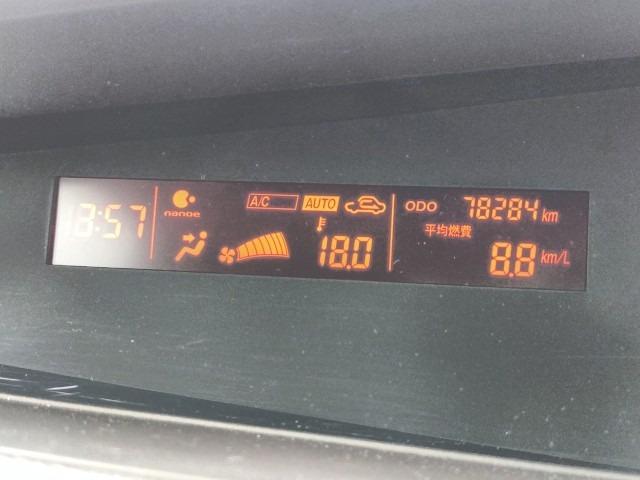 13:57
nanoe
A/C AUTO
18.0
ODO 78284 km
平均燃費
8.8 km/L